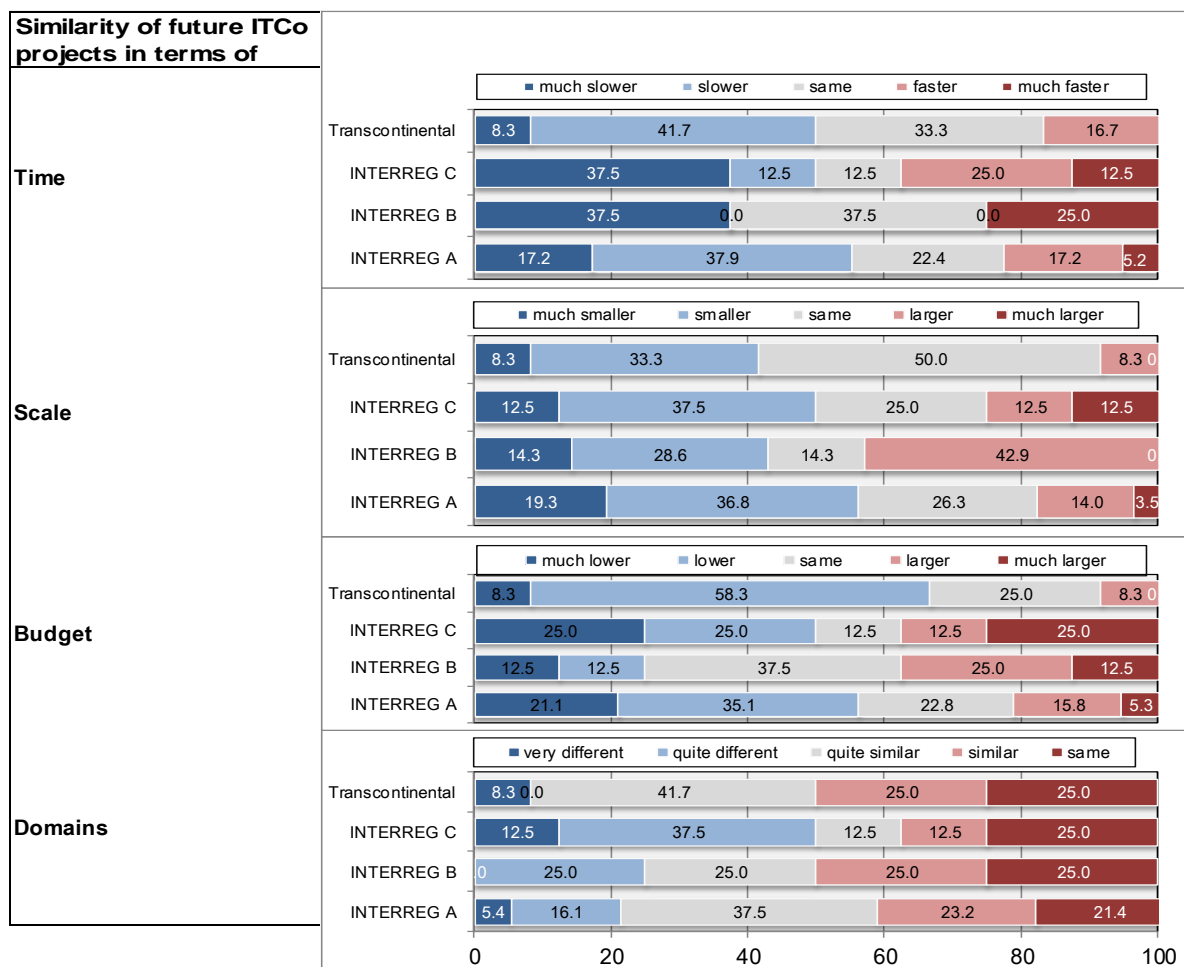 Similarity of future ITCo
projects in terms of
Time
much slower slower same faster much faster
Transcontinental 8.3 41.7 33.3 16.7
INTERREG C 37.5 12.5 12.5 25.0 12.5
INTERREG B 37.5 0.0 37.5 0.0 25.0
INTERREG A 17.2 37.9 22.4 17.2 5.2
Scale
much smaller smaller same larger much larger
Transcontinental 8.3 33.3 50.0 8.3 0
INTERREG C 12.5 37.5 25.0 12.5 12.5
INTERREG B 14.3 28.6 14.3 42.9 0
INTERREG A 19.3 36.8 26.3 14.0 3.5
Budget
much lower lower same larger much larger
Transcontinental 8.3 58.3 25.0 8.3 0
INTERREG C 25.0 25.0 12.5 12.5 25.0
INTERREG B 12.5 12.5 37.5 25.0 12.5
INTERREG A 21.1 35.1 22.8 15.8 5.3
Domains
very different quite different quite similar similar same
Transcontinental 8.3 0.0 41.7 25.0 25.0
INTERREG C 12.5 37.5 12.5 12.5 25.0
INTERREG B .0 25.0 25.0 25.0 25.0
INTERREG A 5.4 16.1 37.5 23.2 21.4
0 20 40 60 80 100